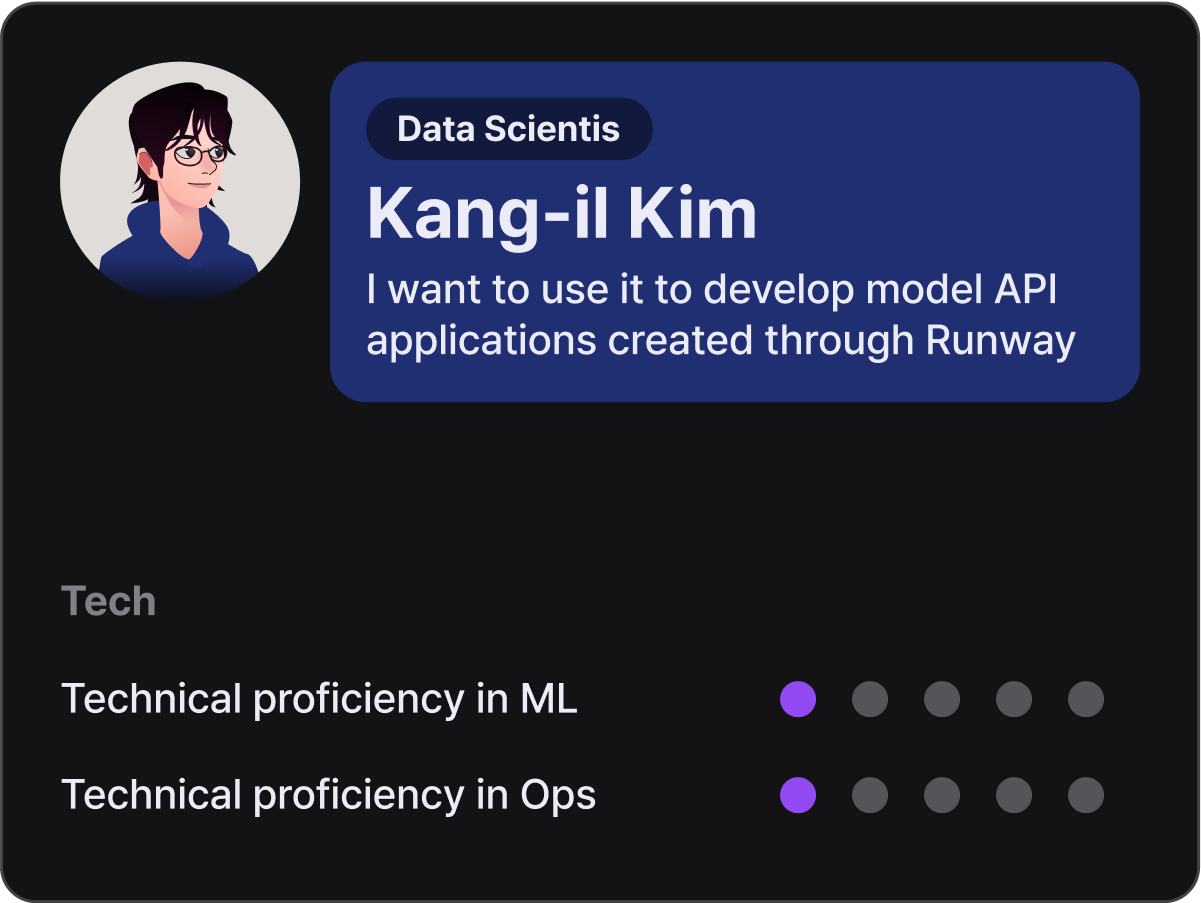 Data Scientis
Kang-il Kim
I want to use it to develop model API
applications created through Runway
Tech
Technical proficiency in ML
Technical proficiency in Ops